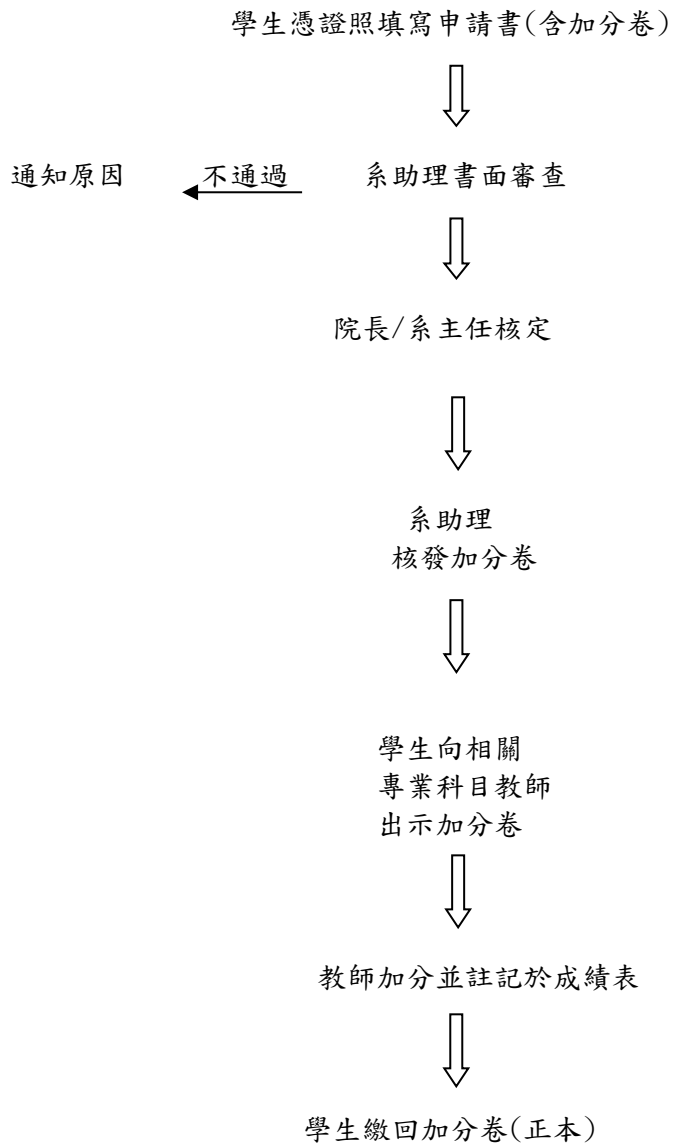 學生憑證照填寫申請書(含加分卷)
通知原因
不通過
系助理書面審查
院長/系主任核定
系助理
核發加分卷
學生向相關
專業科目教師
出示加分卷
教師加分並註記於成績表
學生繳回加分卷(正本)